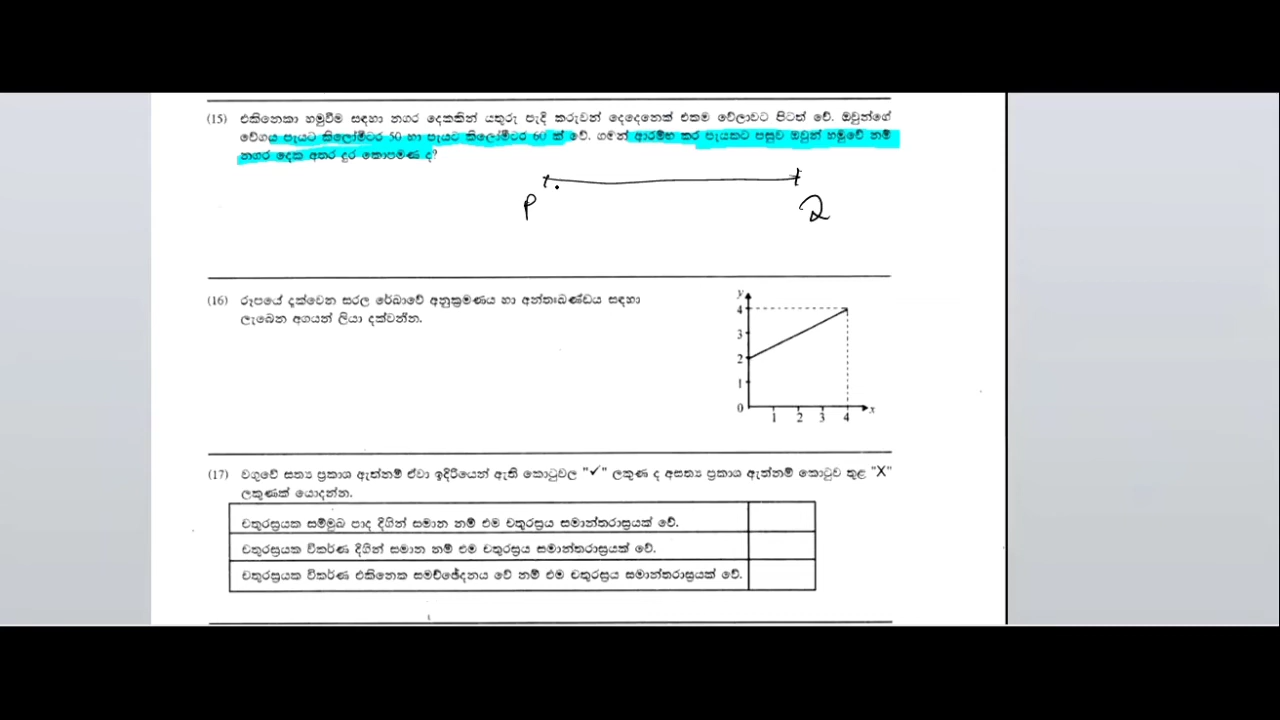 (15) එකිනෙකා හමුවීම සඳහා නගර දෙකකින් යතුරු පැදි කරුවන් දෙදෙනෙක් එකම වේලාවට පිටත් වේ. ඔවුන්ගේ
වේගය පැයට කිලෝමීටර 50 හා පැයට කිලෝමීටර 60 ක් වේ. ගමන් ආරම්භ කර පැයකට පසුව ඔවුන් හමුවේ නම්
නගර දෙක අතර දුර කොපමණ ද?
P Q
(16) රූපයේ දැක්වෙන සරල රේඛාවේ අනුක්‍රමණය හා අන්තඃඛණ්ඩය සඳහා
ලැබෙන අගයන් ලියා දක්වන්න.
y
4
3
2
1
0
1 2 3 4 x
(17) වගුවේ සත්‍ය ප්‍රකාශ ඇත්නම් ඒවා ඉදිරියෙන් ඇති කොටුවල "✓" ලකුණ ද අසත්‍ය ප්‍රකාශ ඇත්නම් කොටුව තුළ "X"
ලකුණක් යොදන්න.
චතුරස්‍රයක සම්මුඛ පාද දිගින් සමාන නම් එම චතුරස්‍රය සමාන්තරාස්‍රයක් වේ.
චතුරස්‍රයක විකර්ණ දිගින් සමාන නම් එම චතුරස්‍රය සමාන්තරාස්‍රයක් වේ.
චතුරස්‍රයක විකර්ණ එකිනෙක සමච්ඡේදනය වේ නම් එම චතුරස්‍රය සමාන්තරාස්‍රයක් වේ.